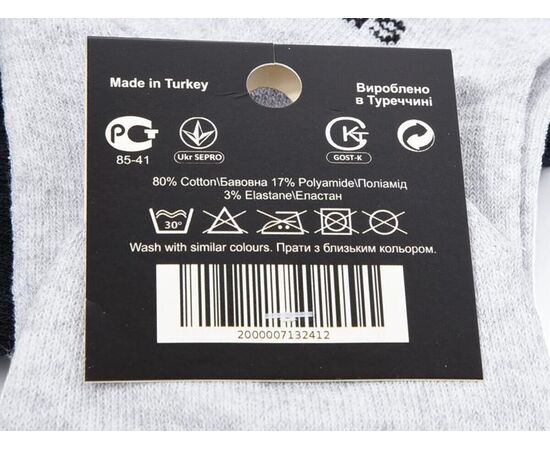 Made in Turkey
Вироблено
в Туреччині
РСТ
85-41
Ukr SEPRO
GOST-K
80% Cotton\Бавовна 17% Polyamide\Поліамід
3% Elastane\Еластан
30°
Wash with similar colours. Прати з близьким кольором.
2000007132412